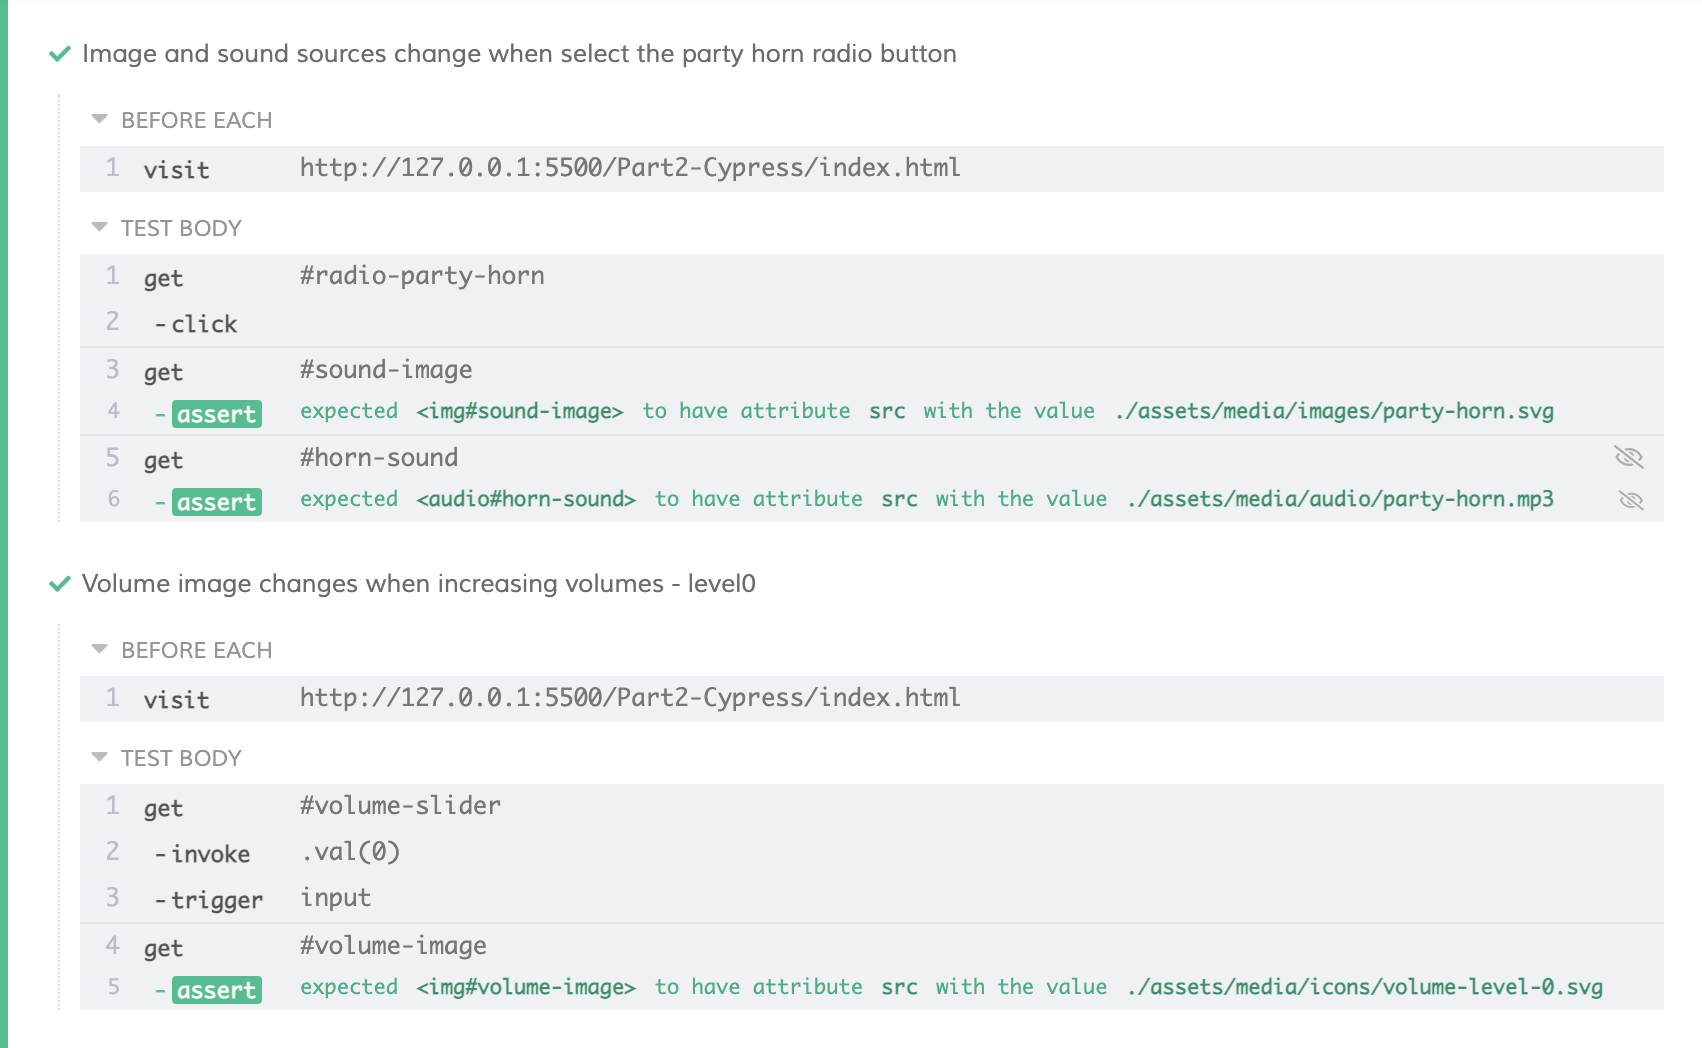 Image and sound sources change when select the party horn radio button
BEFORE EACH
1 visit http://127.0.0.1:5500/Part2-Cypress/index.html
TEST BODY
1 get #radio-party-horn
2 -click
3 get #sound-image
4 -assert expected <img#sound-image> to have attribute src with the value ./assets/media/images/party-horn.svg
5 get #horn-sound
6 -assert expected <audio#horn-sound> to have attribute src with the value ./assets/media/audio/party-horn.mp3
Volume image changes when increasing volumes - level0
BEFORE EACH
1 visit http://127.0.0.1:5500/Part2-Cypress/index.html
TEST BODY
1 get #volume-slider
2 -invoke .val(0)
3 -trigger input
4 get #volume-image
5 -assert expected <img#volume-image> to have attribute src with the value ./assets/media/icons/volume-level-0.svg